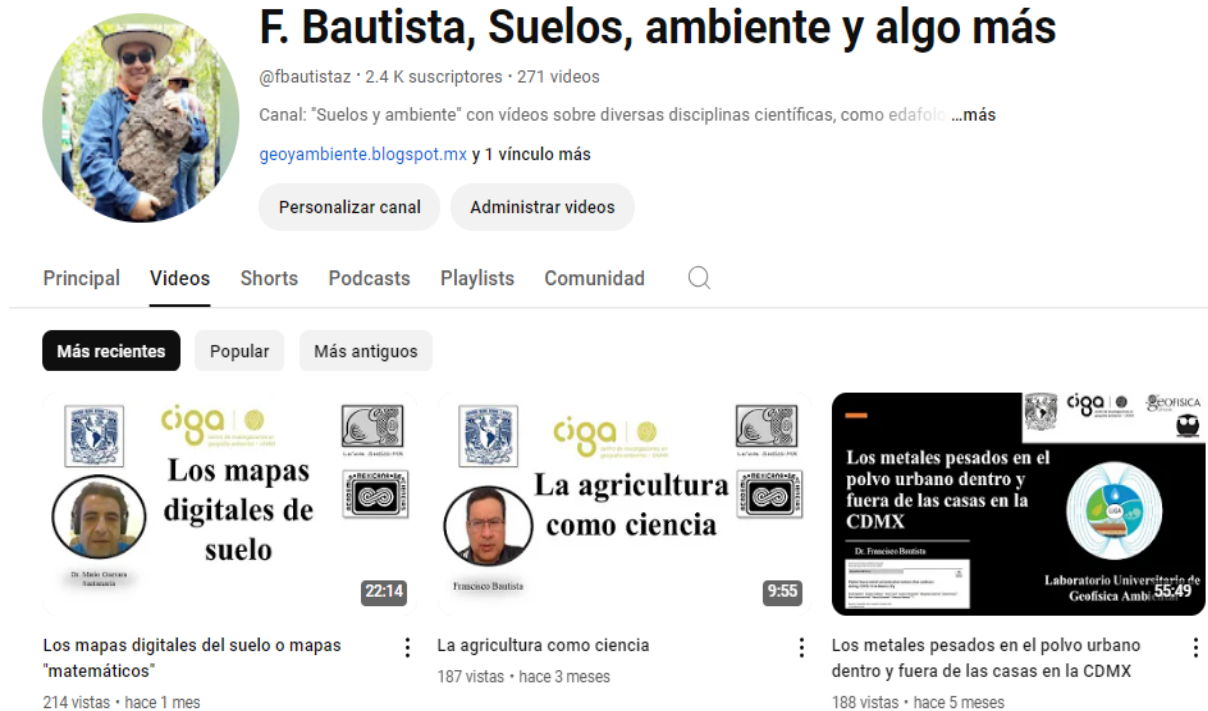 F. Bautista, Suelos, ambiente y algo más
@fbautistaz • 2.4 K suscriptores • 271 videos
Canal: "Suelos y ambiente" con vídeos sobre diversas disciplinas científicas, como edafolo ...más
geoyambiente.blogspot.mx y 1 vínculo más
Personalizar canal
Administrar videos
Principal Videos Shorts Podcasts Playlists Comunidad
Más recientes Popular Más antiguos
ciga
Los mapas
digitales de
suelo
Dr. Mario Guevara
Santamaría
22:14
ciga
La agricultura
como ciencia
Francisco Bautista
9:55
ciga
GEOFISICA
Los metales pesados en el
polvo urbano dentro y
fuera de las casas en la
CDMX
Dr. Francisco Bautista
LUGA
Laboratorio Universitario de
Geofísica Ambiental
55:49
Los mapas digitales del suelo o mapas
"matemáticos"
214 vistas • hace 1 mes
La agricultura como ciencia
187 vistas • hace 3 meses
Los metales pesados en el polvo urbano
dentro y fuera de las casas en la CDMX
188 vistas • hace 5 meses